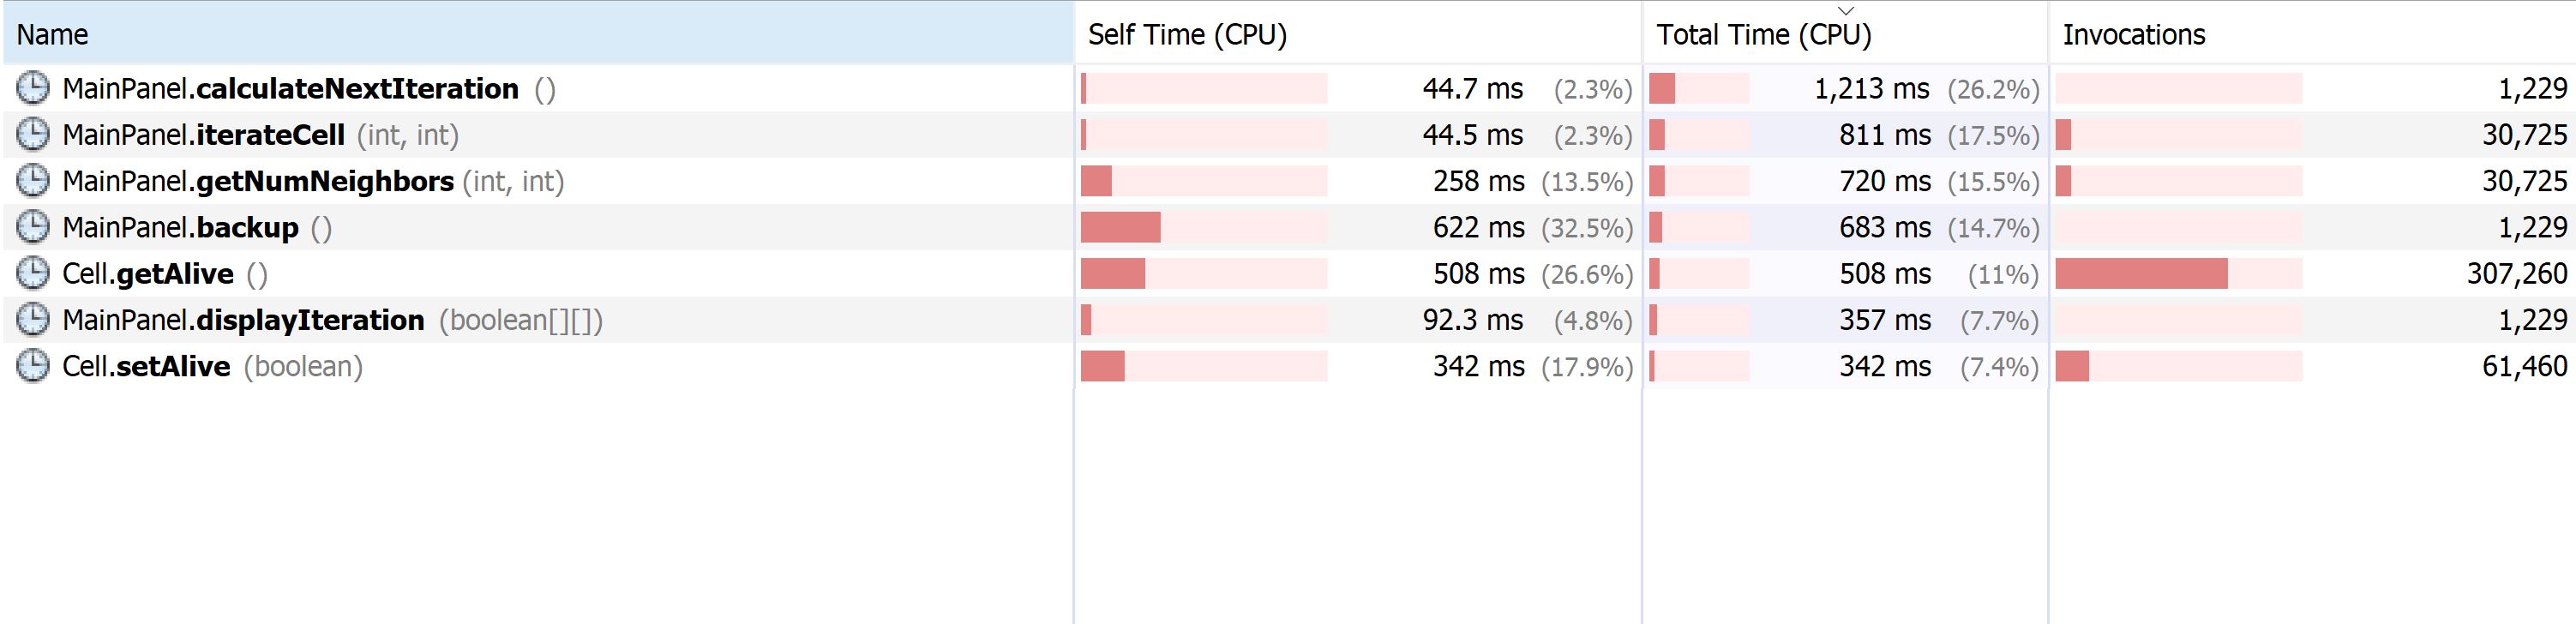 Name Self Time (CPU) Total Time (CPU) Invocations
MainPanel.calculateNextIteration () 44.7 ms (2.3%) 1,213 ms (26.2%) 1,229
MainPanel.iterateCell (int, int) 44.5 ms (2.3%) 811 ms (17.5%) 30,725
MainPanel.getNumNeighbors (int, int) 258 ms (13.5%) 720 ms (15.5%) 30,725
MainPanel.backup () 622 ms (32.5%) 683 ms (14.7%) 1,229
Cell.getAlive () 508 ms (26.6%) 508 ms (11%) 307,260
MainPanel.displayIteration (boolean[][]) 92.3 ms (4.8%) 357 ms (7.7%) 1,229
Cell.setAlive (boolean) 342 ms (17.9%) 342 ms (7.4%) 61,460